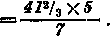 = 41²/₃ × 5 / 7 .